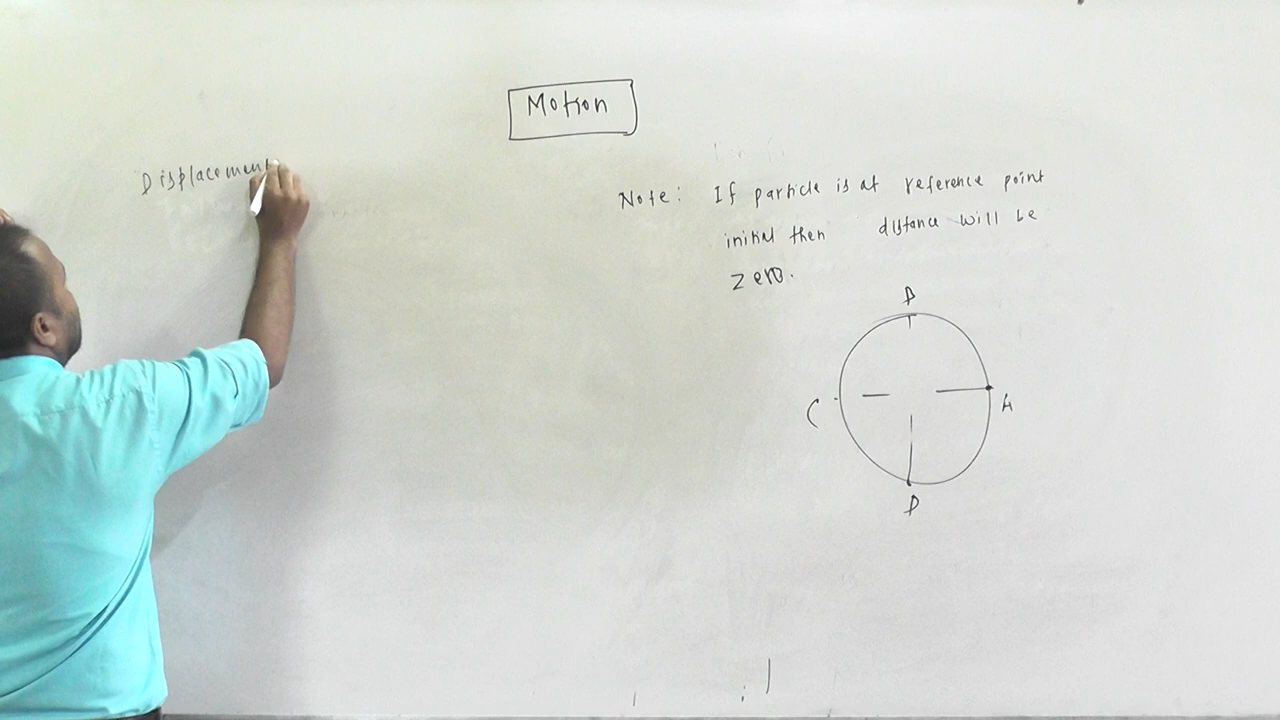 Motion
Displacement
Note: If particle is at reference point
initial then distance will be
zero.
B
C
A
D